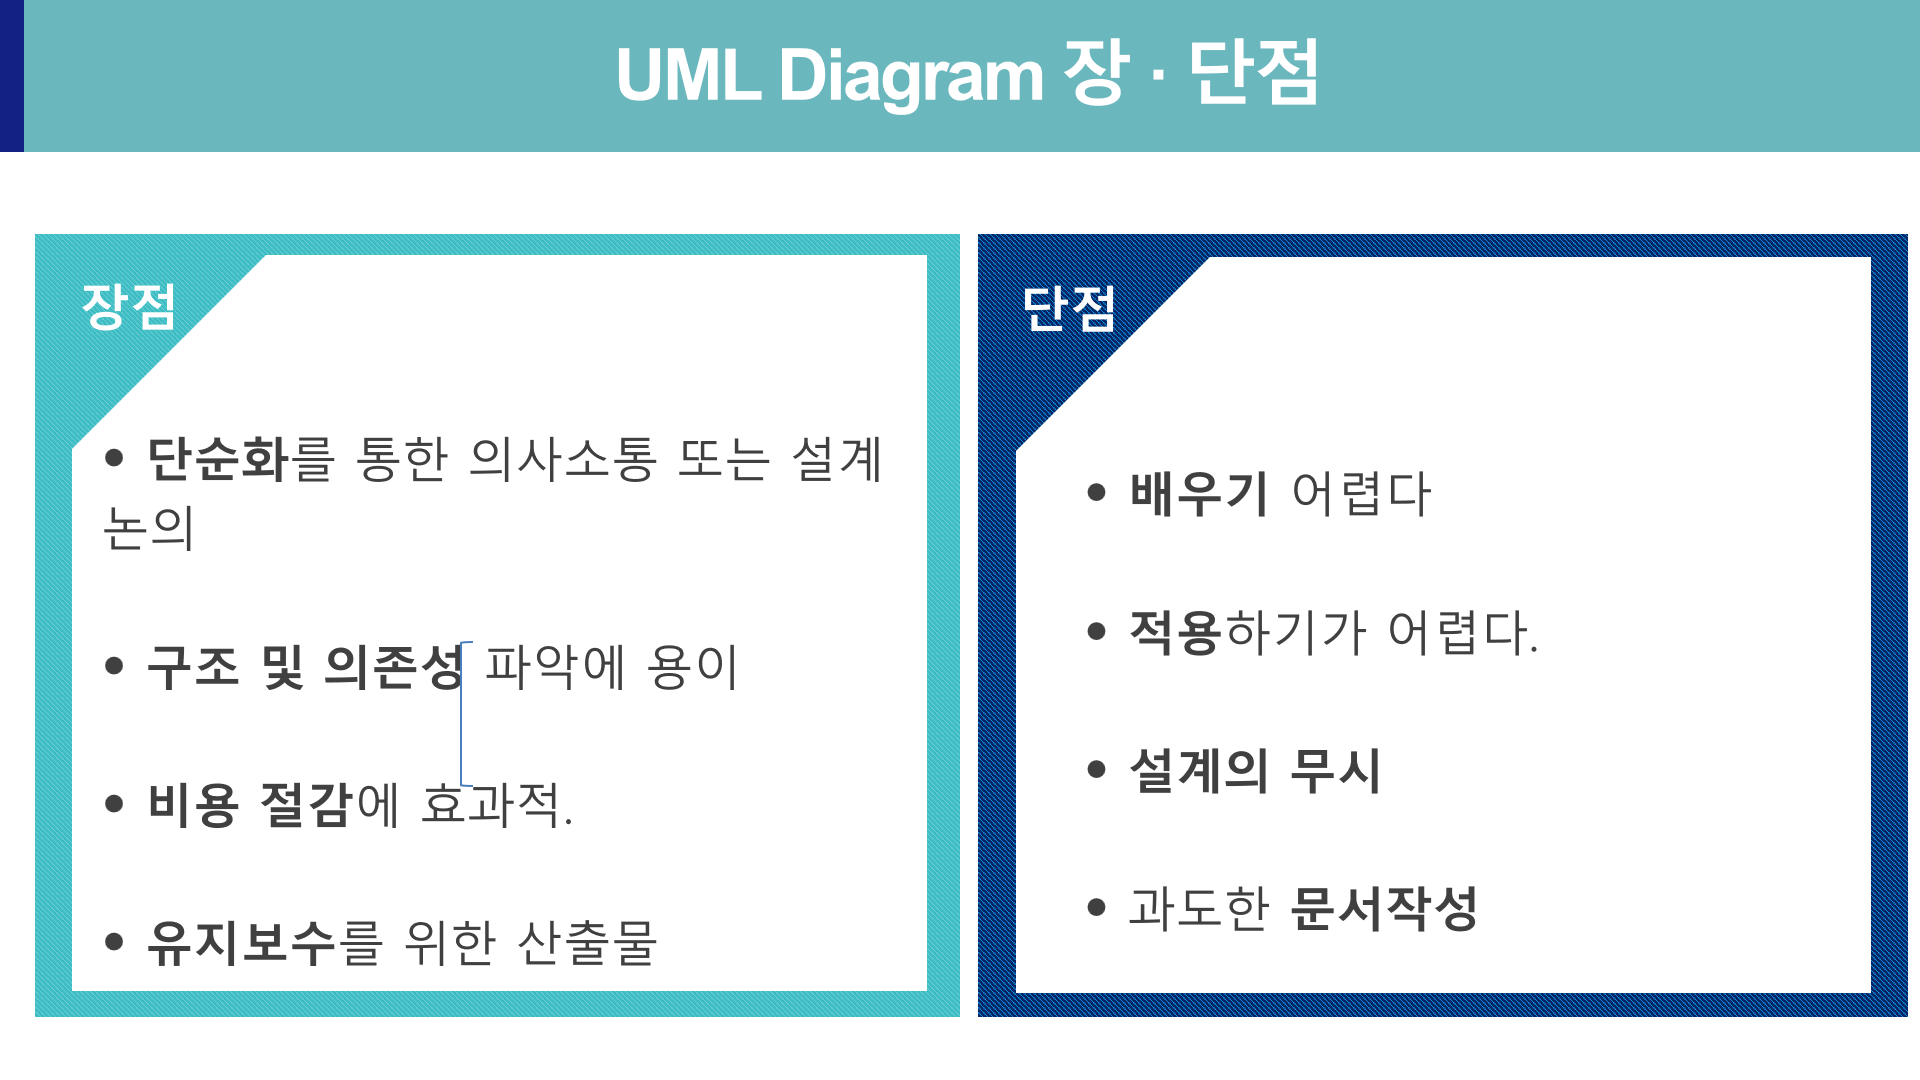 UML Diagram 장 · 단점
장점
• 단순화를 통한 의사소통 또는 설계
논의
• 구조 및 의존성 파악에 용이
• 비용 절감에 효과적.
• 유지보수를 위한 산출물
단점
• 배우기 어렵다
• 적용하기가 어렵다.
• 설계의 무시
• 과도한 문서작성